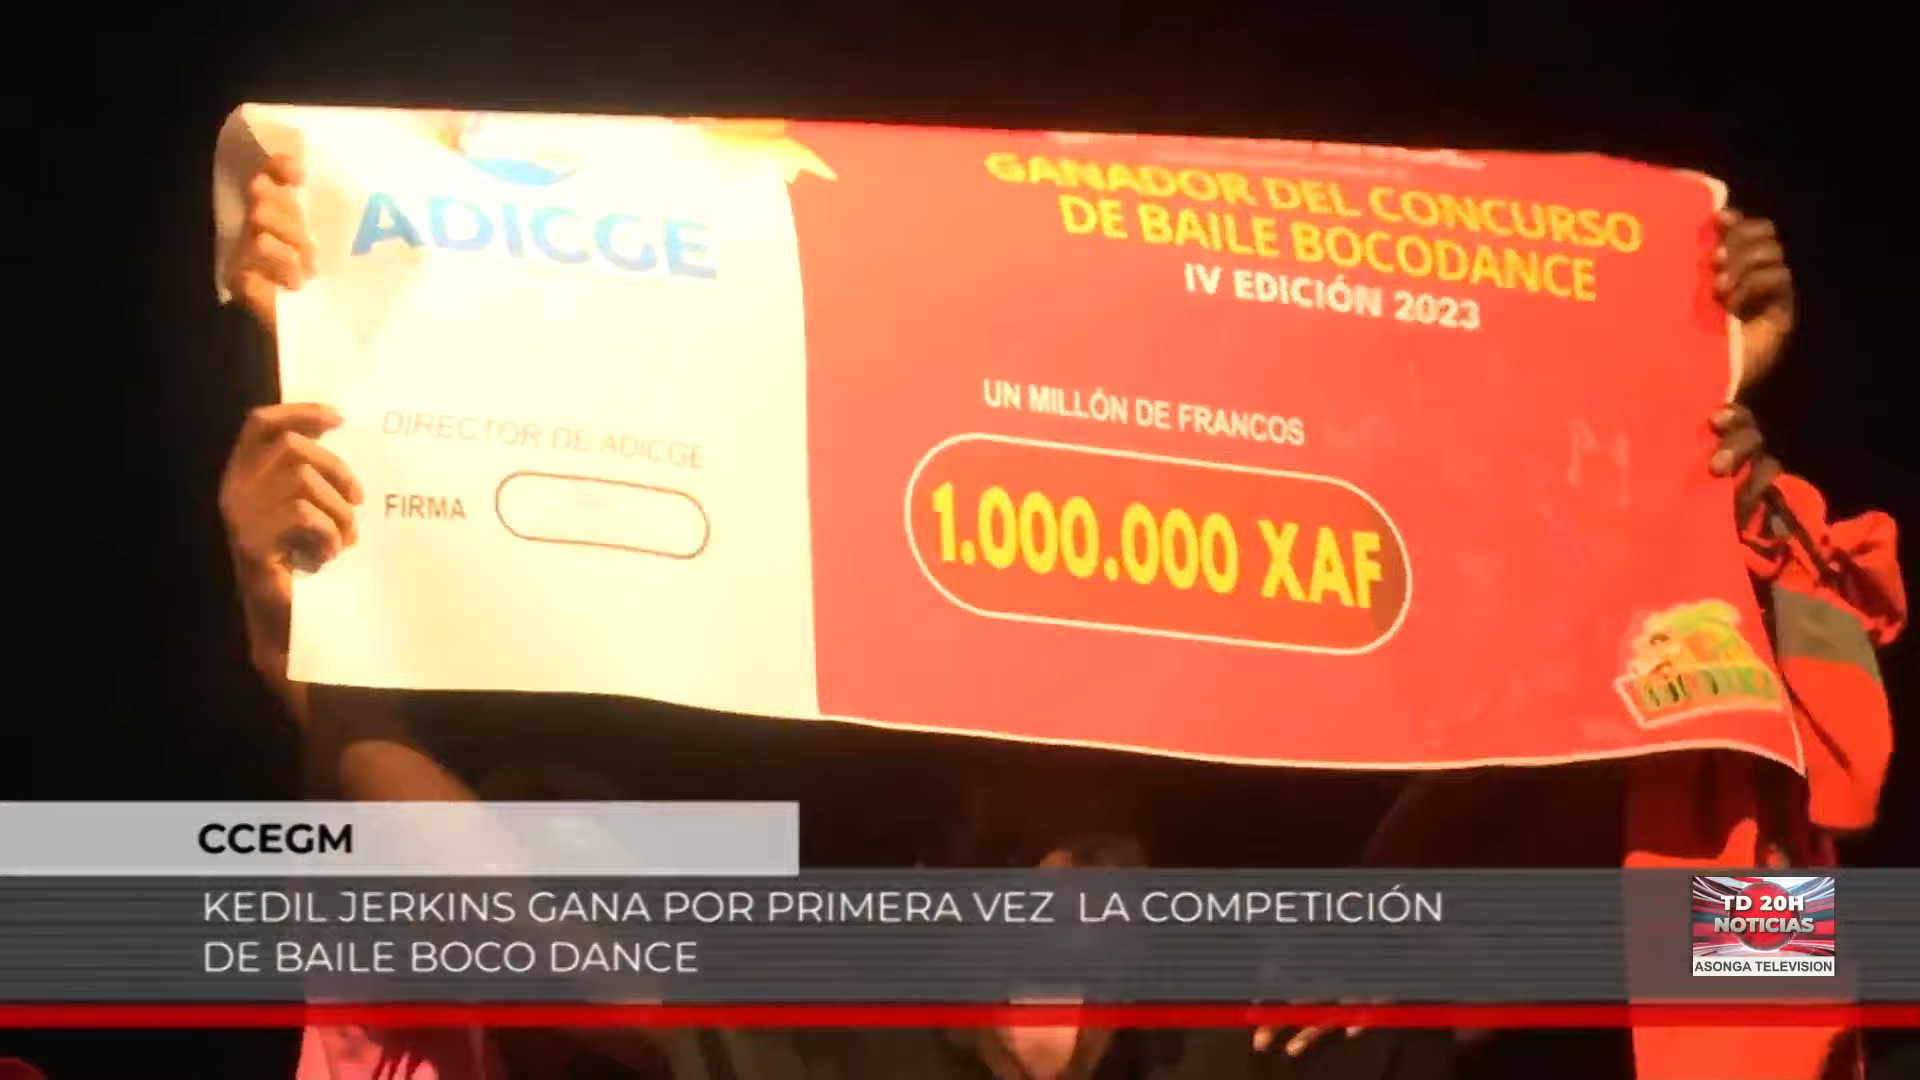 ADICGE
GANADOR DEL CONCURSO
DE BAILE BOCODANCE
IV EDICIÓN 2023
UN MILLÓN DE FRANCOS
1.000.000 XAF
DIRECTOR DE ADICGE
FIRMA
CCEGM
KEDIL JERKINS GANA POR PRIMERA VEZ LA COMPETICIÓN
DE BAILE BOCO DANCE
TD 20H
NOTICIAS
ASONGA TELEVISION